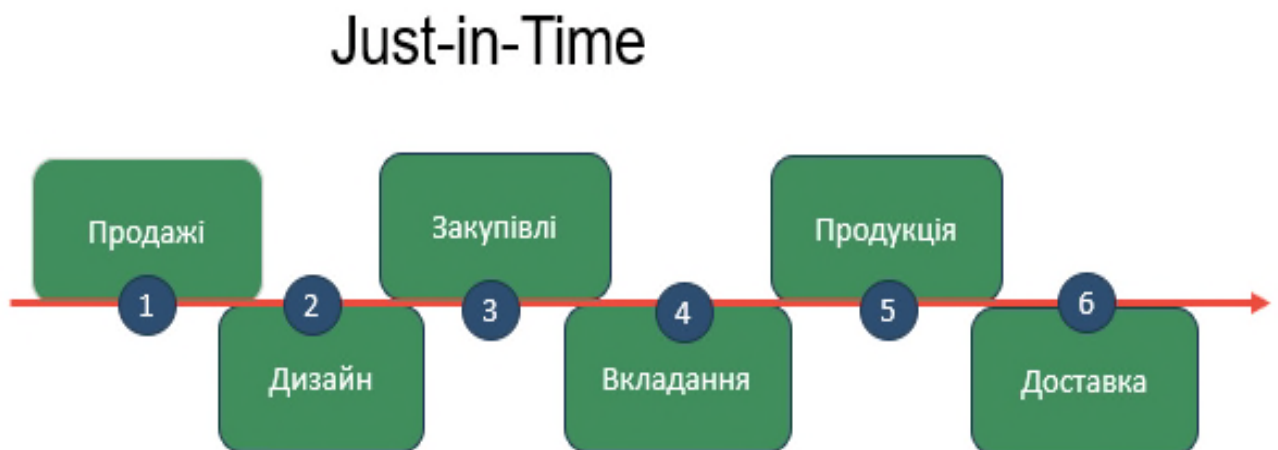 Just-in-Time
Продажі
1
2
Дизайн
Закупівлі
3
4
Вкладання
Продукція
5
6
Доставка